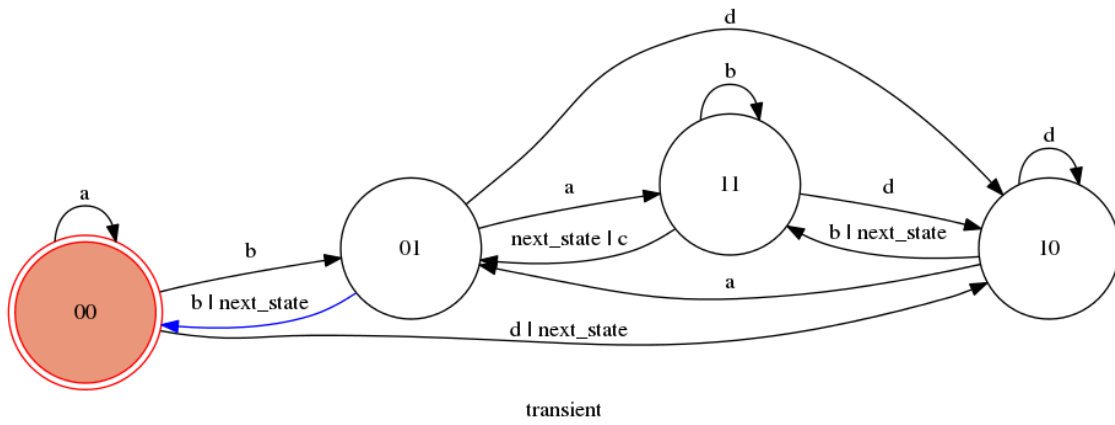 d
b
d
a
a
11
d
next_state | c
b | next_state
b
01
10
b | next_state
a
00
d | next_state
transient